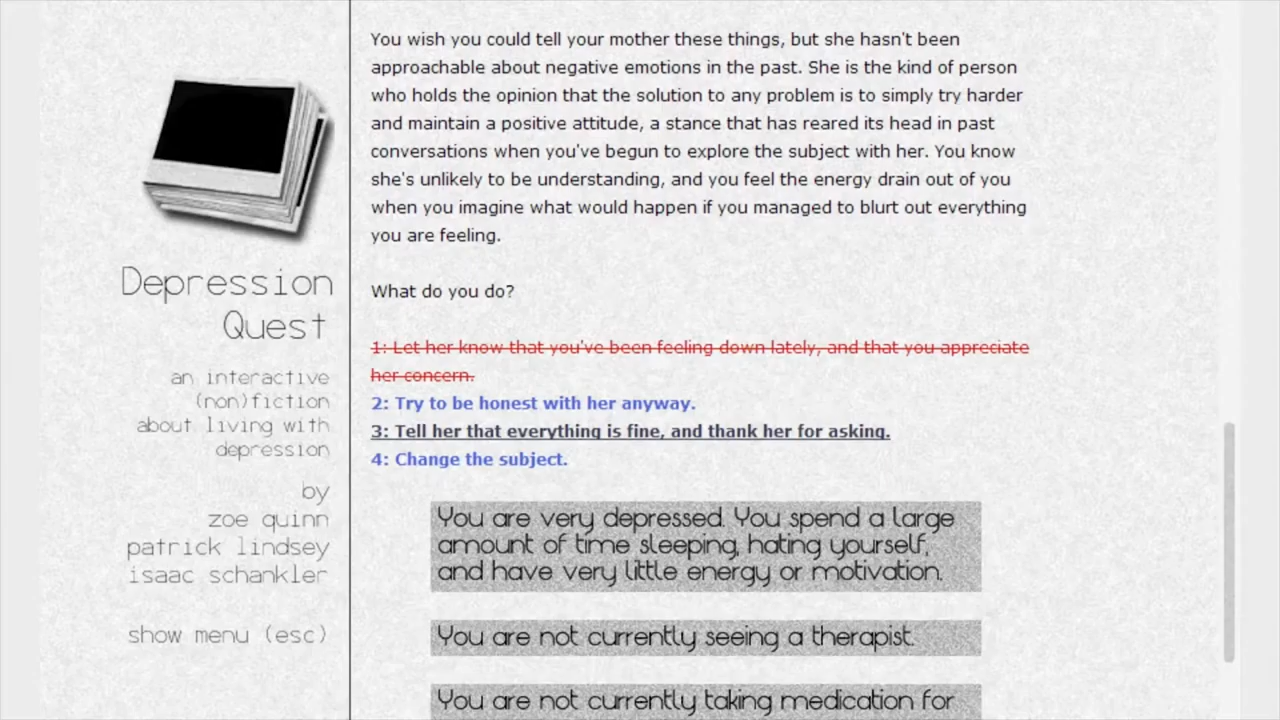 You wish you could tell your mother these things, but she hasn't been
approachable about negative emotions in the past. She is the kind of person
who holds the opinion that the solution to any problem is to simply try harder
and maintain a positive attitude, a stance that has reared its head in past
conversations when you've begun to explore the subject with her. You know
she's unlikely to be understanding, and you feel the energy drain out of you
when you imagine what would happen if you managed to blurt out everything
you are feeling.
What do you do?
1: Let her know that you've been feeling down lately, and that you appreciate
her concern.
2: Try to be honest with her anyway.
3: Tell her that everything is fine, and thank her for asking.
4: Change the subject.
You are very depressed. You spend a large
amount of time sleeping, hating yourself,
and have very little energy or motivation.
You are not currently seeing a therapist.
You are not currently taking medication for
Depression
Quest
an interactive
(non)fiction
about living with
depression
by
zoe quinn
patrick lindsey
isaac schankler
show menu (esc)